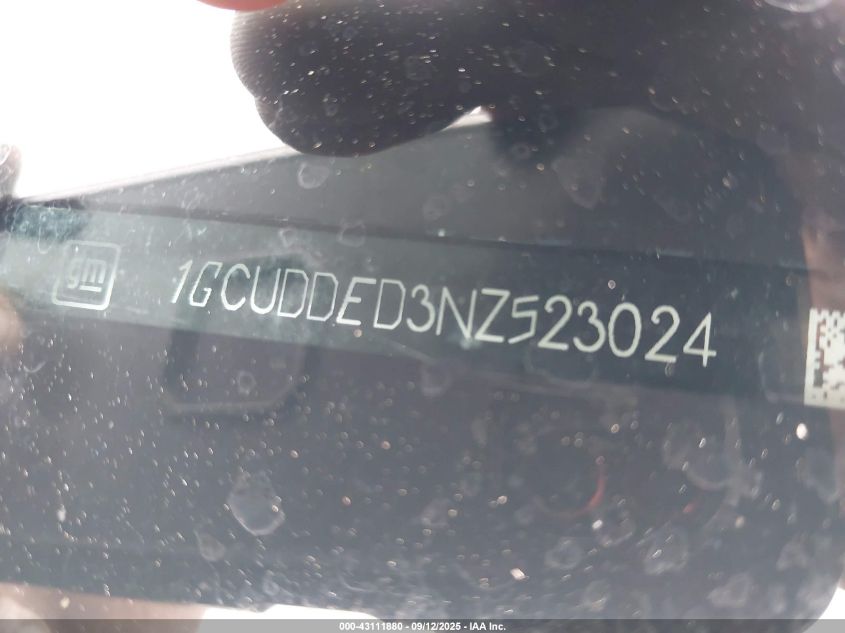 gm 1GCUDDED3NZ523024
000-43111880 - 09/12/2025 - IAA Inc.